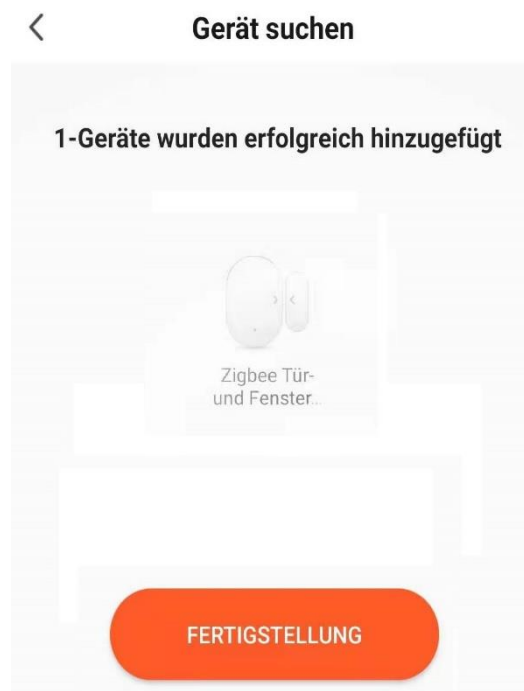 Gerät suchen
1-Geräte wurden erfolgreich hinzugefügt
Zigbee Tür-
und Fenster...
FERTIGSTELLUNG